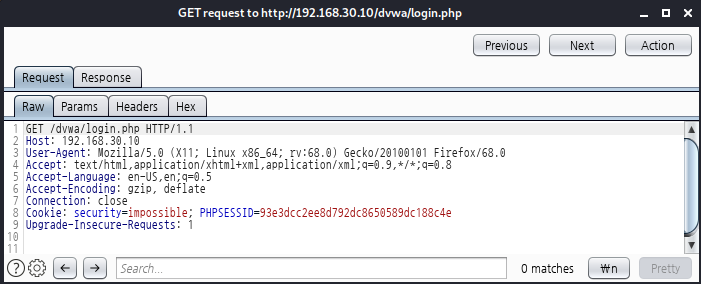 GET request to http://192.168.30.10/dvwa/login.php
Previous Next Action
Request Response
Raw Params Headers Hex
1 GET /dvwa/login.php HTTP/1.1
2 Host: 192.168.30.10
3 User-Agent: Mozilla/5.0 (X11; Linux x86_64; rv:68.0) Gecko/20100101 Firefox/68.0
4 Accept: text/html,application/xhtml+xml,application/xml;q=0.9,*/*;q=0.8
5 Accept-Language: en-US,en;q=0.5
6 Accept-Encoding: gzip, deflate
7 Connection: close
8 Cookie: security=impossible; PHPSESSID=93e3dcc2ee8d792dc8650589dc188c4e
9 Upgrade-Insecure-Requests: 1
10
11
? Search... 0 matches ₩n Pretty